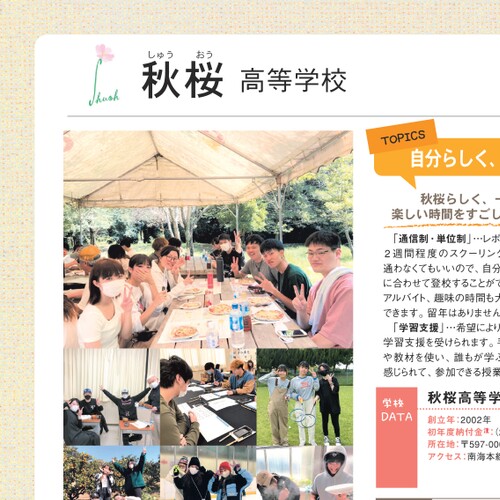 しゅう おう
秋桜 高等学校
Shuoh
TOPICS
自分らしく、
秋桜らしく、一
楽しい時間をすごし
「通信制・単位制」…レポ
2週間程度のスクーリング
通わなくてもいいので、自分
に合わせて登校することがで
アルバイト、趣味の時間も大
できます。留年はありません
「学習支援」…希望により
学習支援を受けられます。
や教材を使い、誰もが学ぶ
感じられて、参加できる授業
学校
DATA
秋桜高等学
創立年：2002年
初年度納付金
所在地：〒597-00
アクセス：南海本線